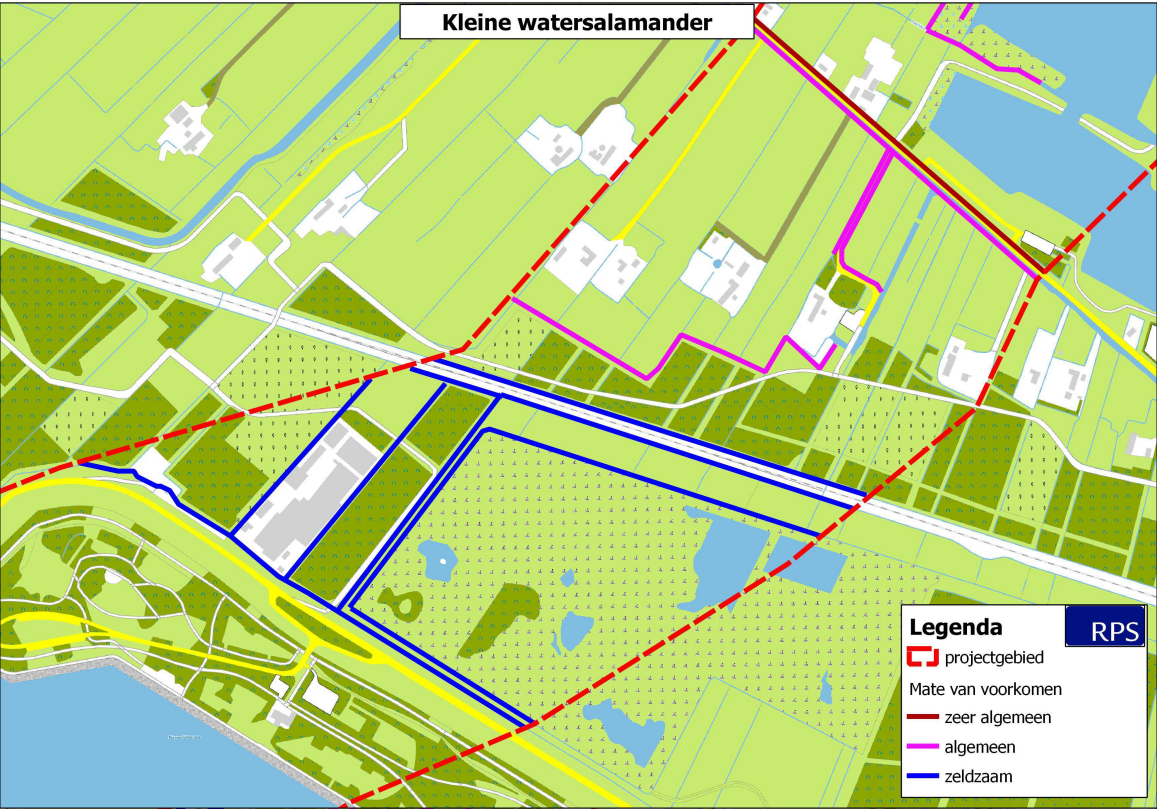 Kleine watersalamander
Legenda
RPS
projectgebied
Mate van voorkomen
zeer algemeen
algemeen
zeldzaam